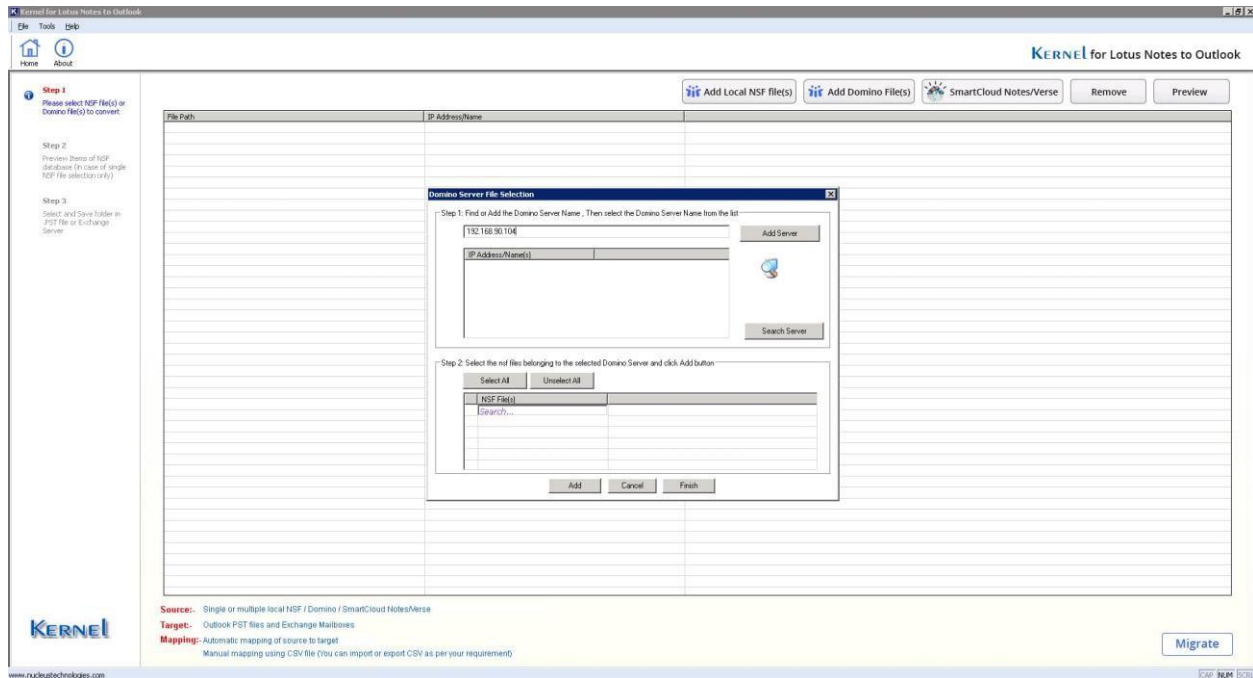 Kernel for Lotus Notes to Outlook
File Tools Help
Home About
KERNEL for Lotus Notes to Outlook
Step 1
Please select NSF file(s) or
Domino file(s) to convert
Step 2
Preview Items of NSF
database (in case of single
NSF file selection only)
Step 3
Select and Save folder in
.PST file or Exchange
Server
Add Local NSF file(s) Add Domino File(s) SmartCloud Notes/Verse Remove Preview
File Path IP Address/Name
Domino Server File Selection
Step 1: Find or Add the Domino Server Name , Then select the Domino Server Name from the list
192.168.90.104 Add Server
IP Address/Name(s)
Search Server
Step 2: Select the nsf files belonging to the selected Domino Server and click Add button
Select All Unselect All
NSF File(s)
Search...
Add Cancel Finish
Source:- Single or multiple local NSF / Domino / SmartCloud Notes/Verse
Target:- Outlook PST files and Exchange Mailboxes
Mapping:- Automatic mapping of source to target
Manual mapping using CSV file (You can import or export CSV as per your requirement)
KERNEL
Migrate
www.nucleustechnologies.com CAP NUM SCRL